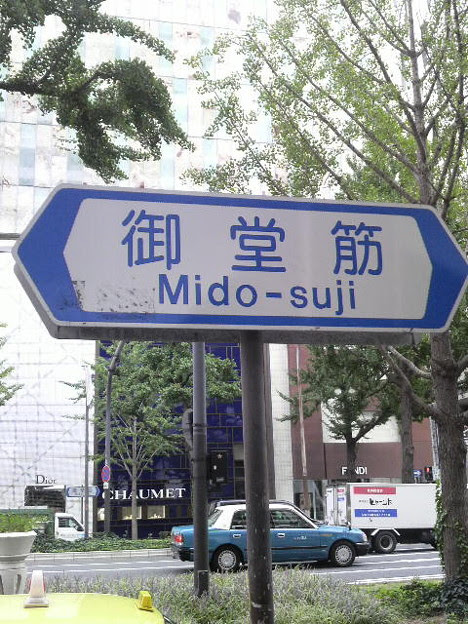 御堂筋
Mido-suji
Dior
CHAUMET
FENDI